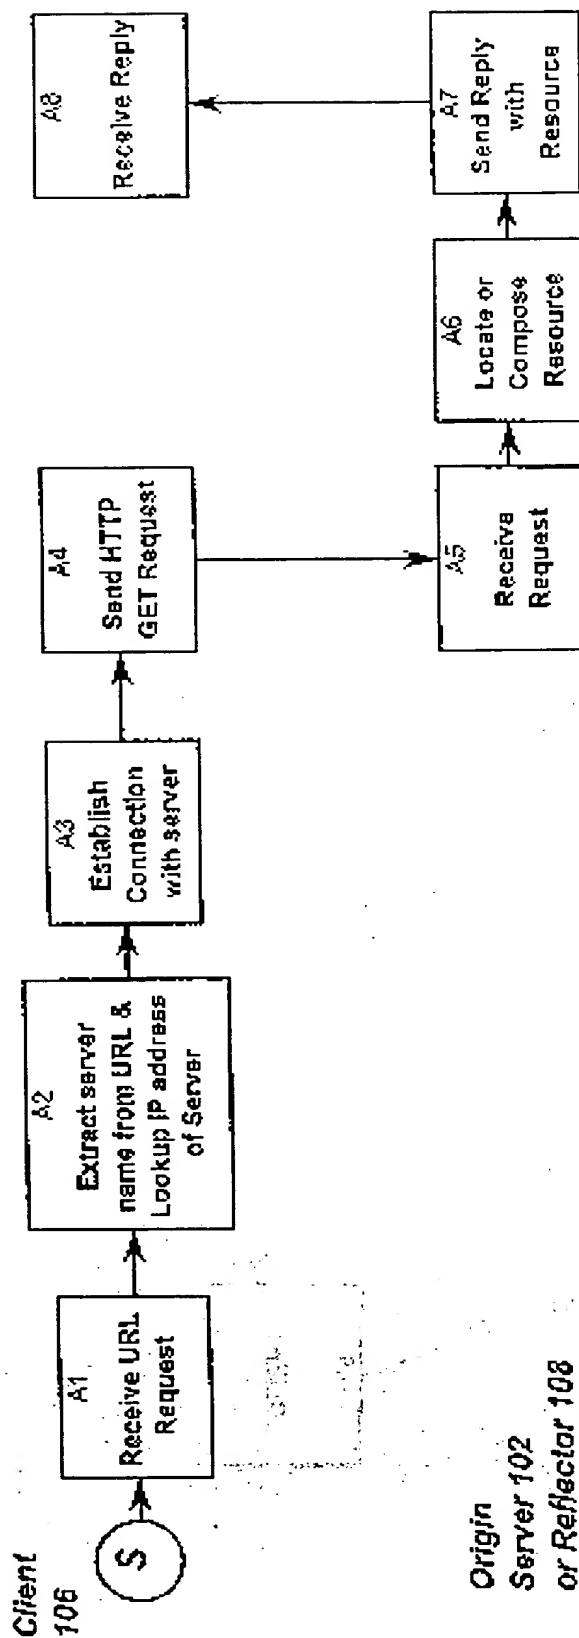 Client
106
S
A1
Receive URL
Request
A2
Extract server
name from URL &
Lookup IP address
of Server
A3
Establish
Connection
with server
A4
Send HTTP
GET Request
A8
Receive Reply
Origin
Server 102
or Reflector 108
A5
Receive
Request
A6
Locate or
Compose
Resource
A7
Send Reply
with
Resource